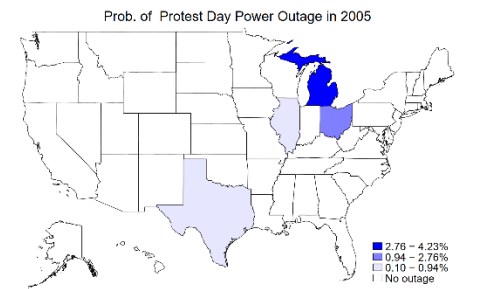 Prob. of  Protest Day Power Outage in 2005
2.76 − 4.23%
0.94 − 2.76%
0.10 − 0.94%
No outage